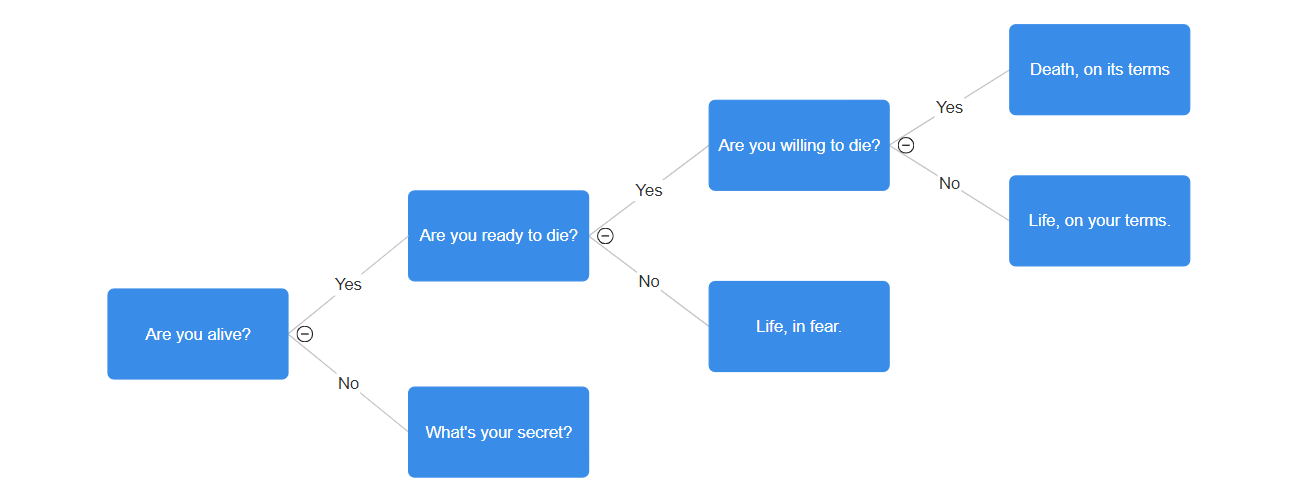 Are you alive?
Yes
No
Are you ready to die?
What's your secret?
Yes
No
Are you willing to die?
Life, in fear.
Yes
No
Death, on its terms
Life, on your terms.